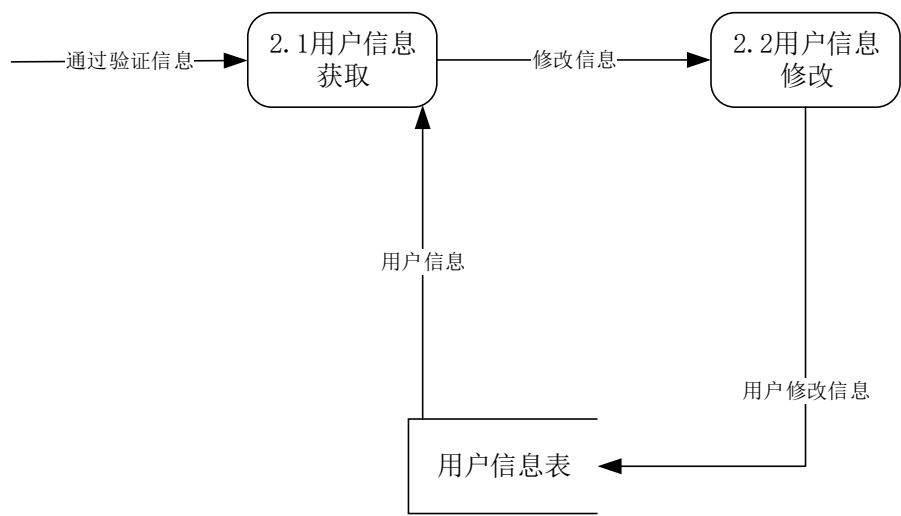 2.1用户信息
获取
2.2用户信息
修改
通过验证信息
修改信息
用户信息
用户修改信息
用户信息表